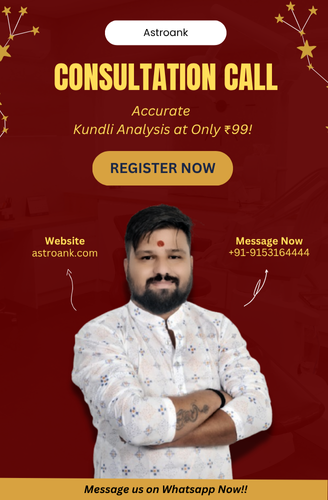 Astroank
CONSULTATION CALL
Accurate
Kundli Analysis at Only ₹99!
REGISTER NOW
Website
astroank.com
Message Now
+91-9153164444
Message us on Whatsapp Now!!